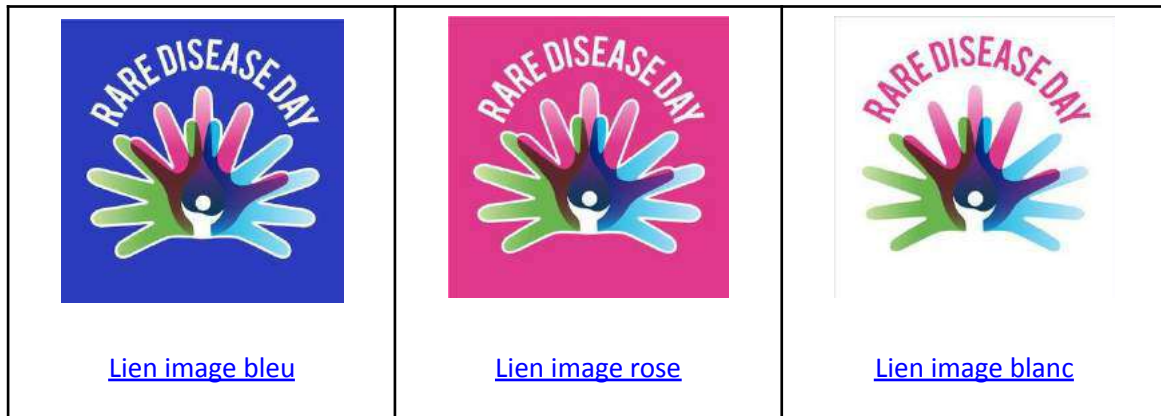 RARE DISEASE DAY
RARE DISEASE DAY
RARE DISEASE DAY
Lien image bleu
Lien image rose
Lien image blanc